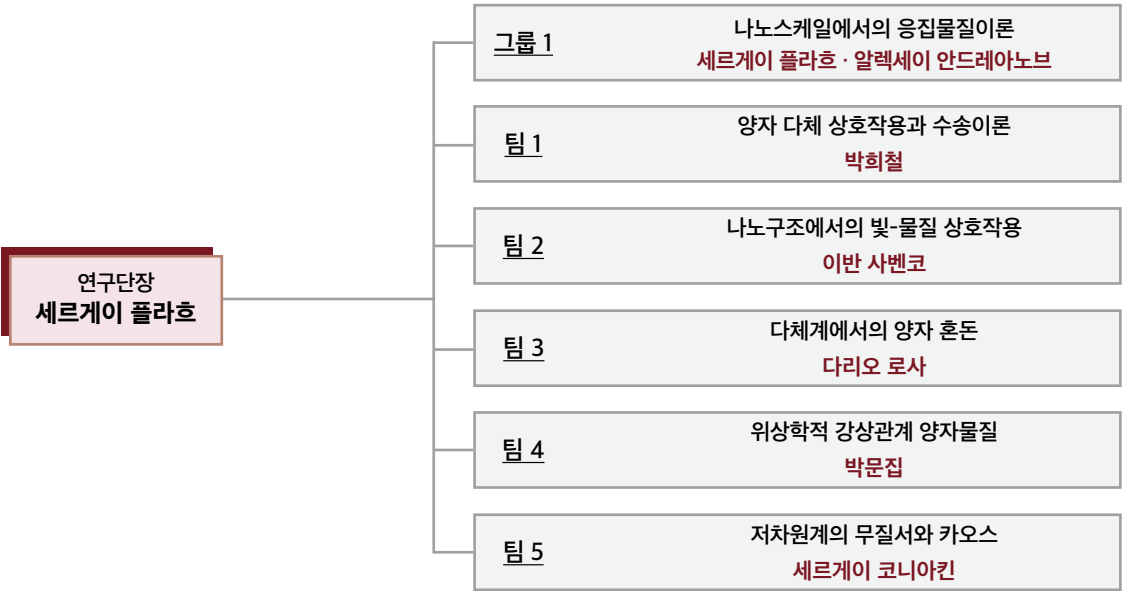 연구단장
세르게이 플라흐
그룹 1
나노스케일에서의 응집물질이론
세르게이 플라흐 · 알렉세이 안드레아노브
팀 1
양자 다체 상호작용과 수송이론
박희철
팀 2
나노구조에서의 빛-물질 상호작용
이반 사벤코
팀 3
다체계에서의 양자 혼돈
다리오 로사
팀 4
위상학적 강상관계 양자물질
박문집
팀 5
저차원계의 무질서와 카오스
세르게이 코니아킨